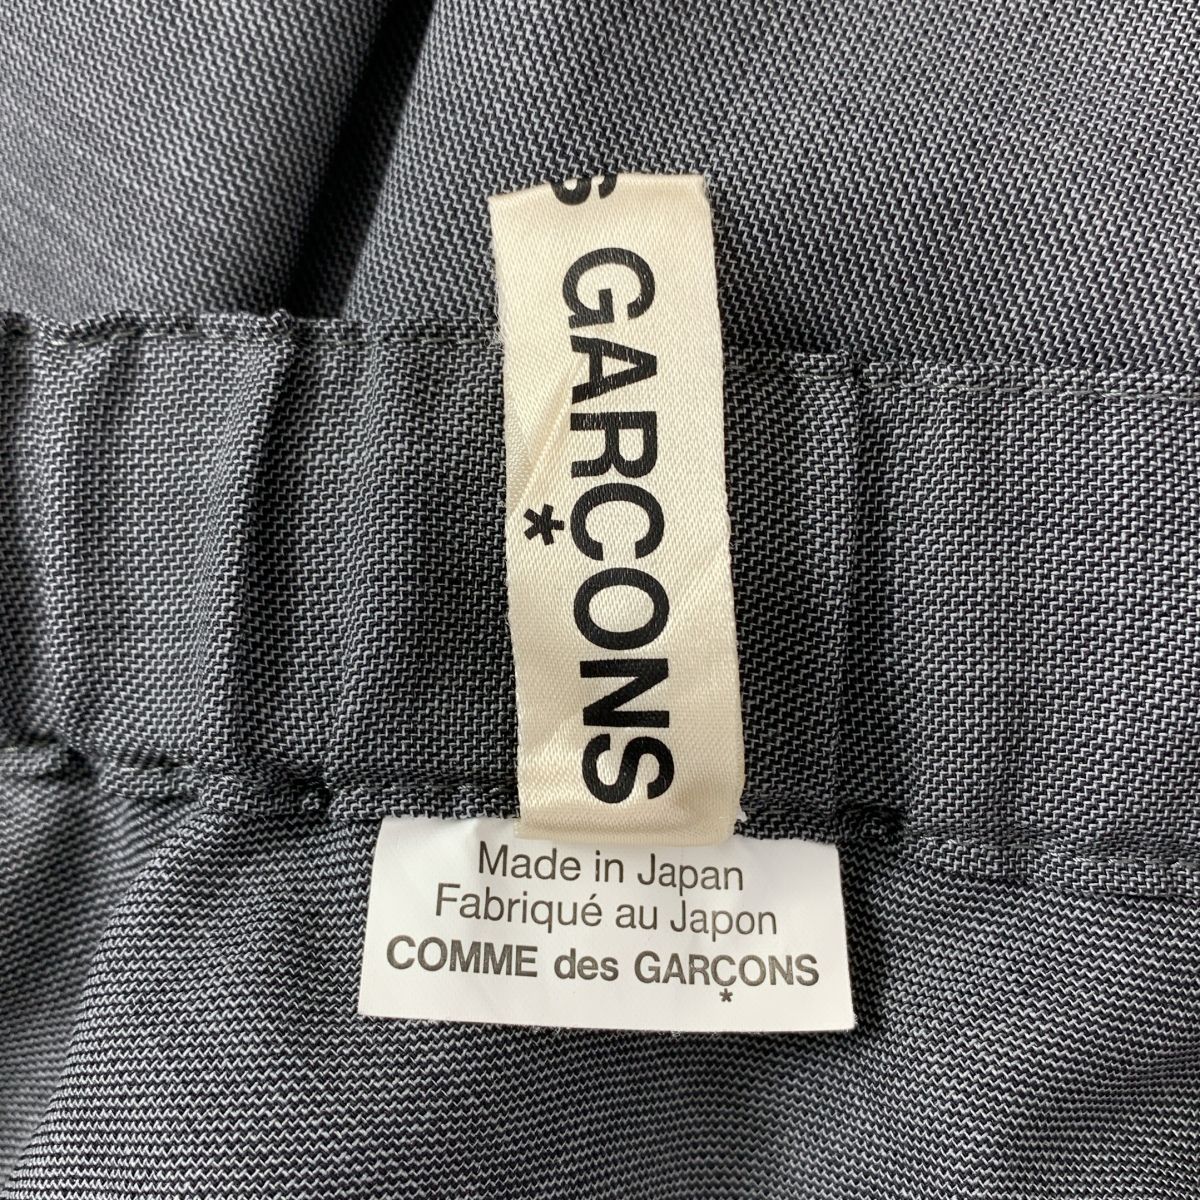 S GARÇONS
*
Made in Japan
Fabriqué au Japon
COMME des GARÇONS
*